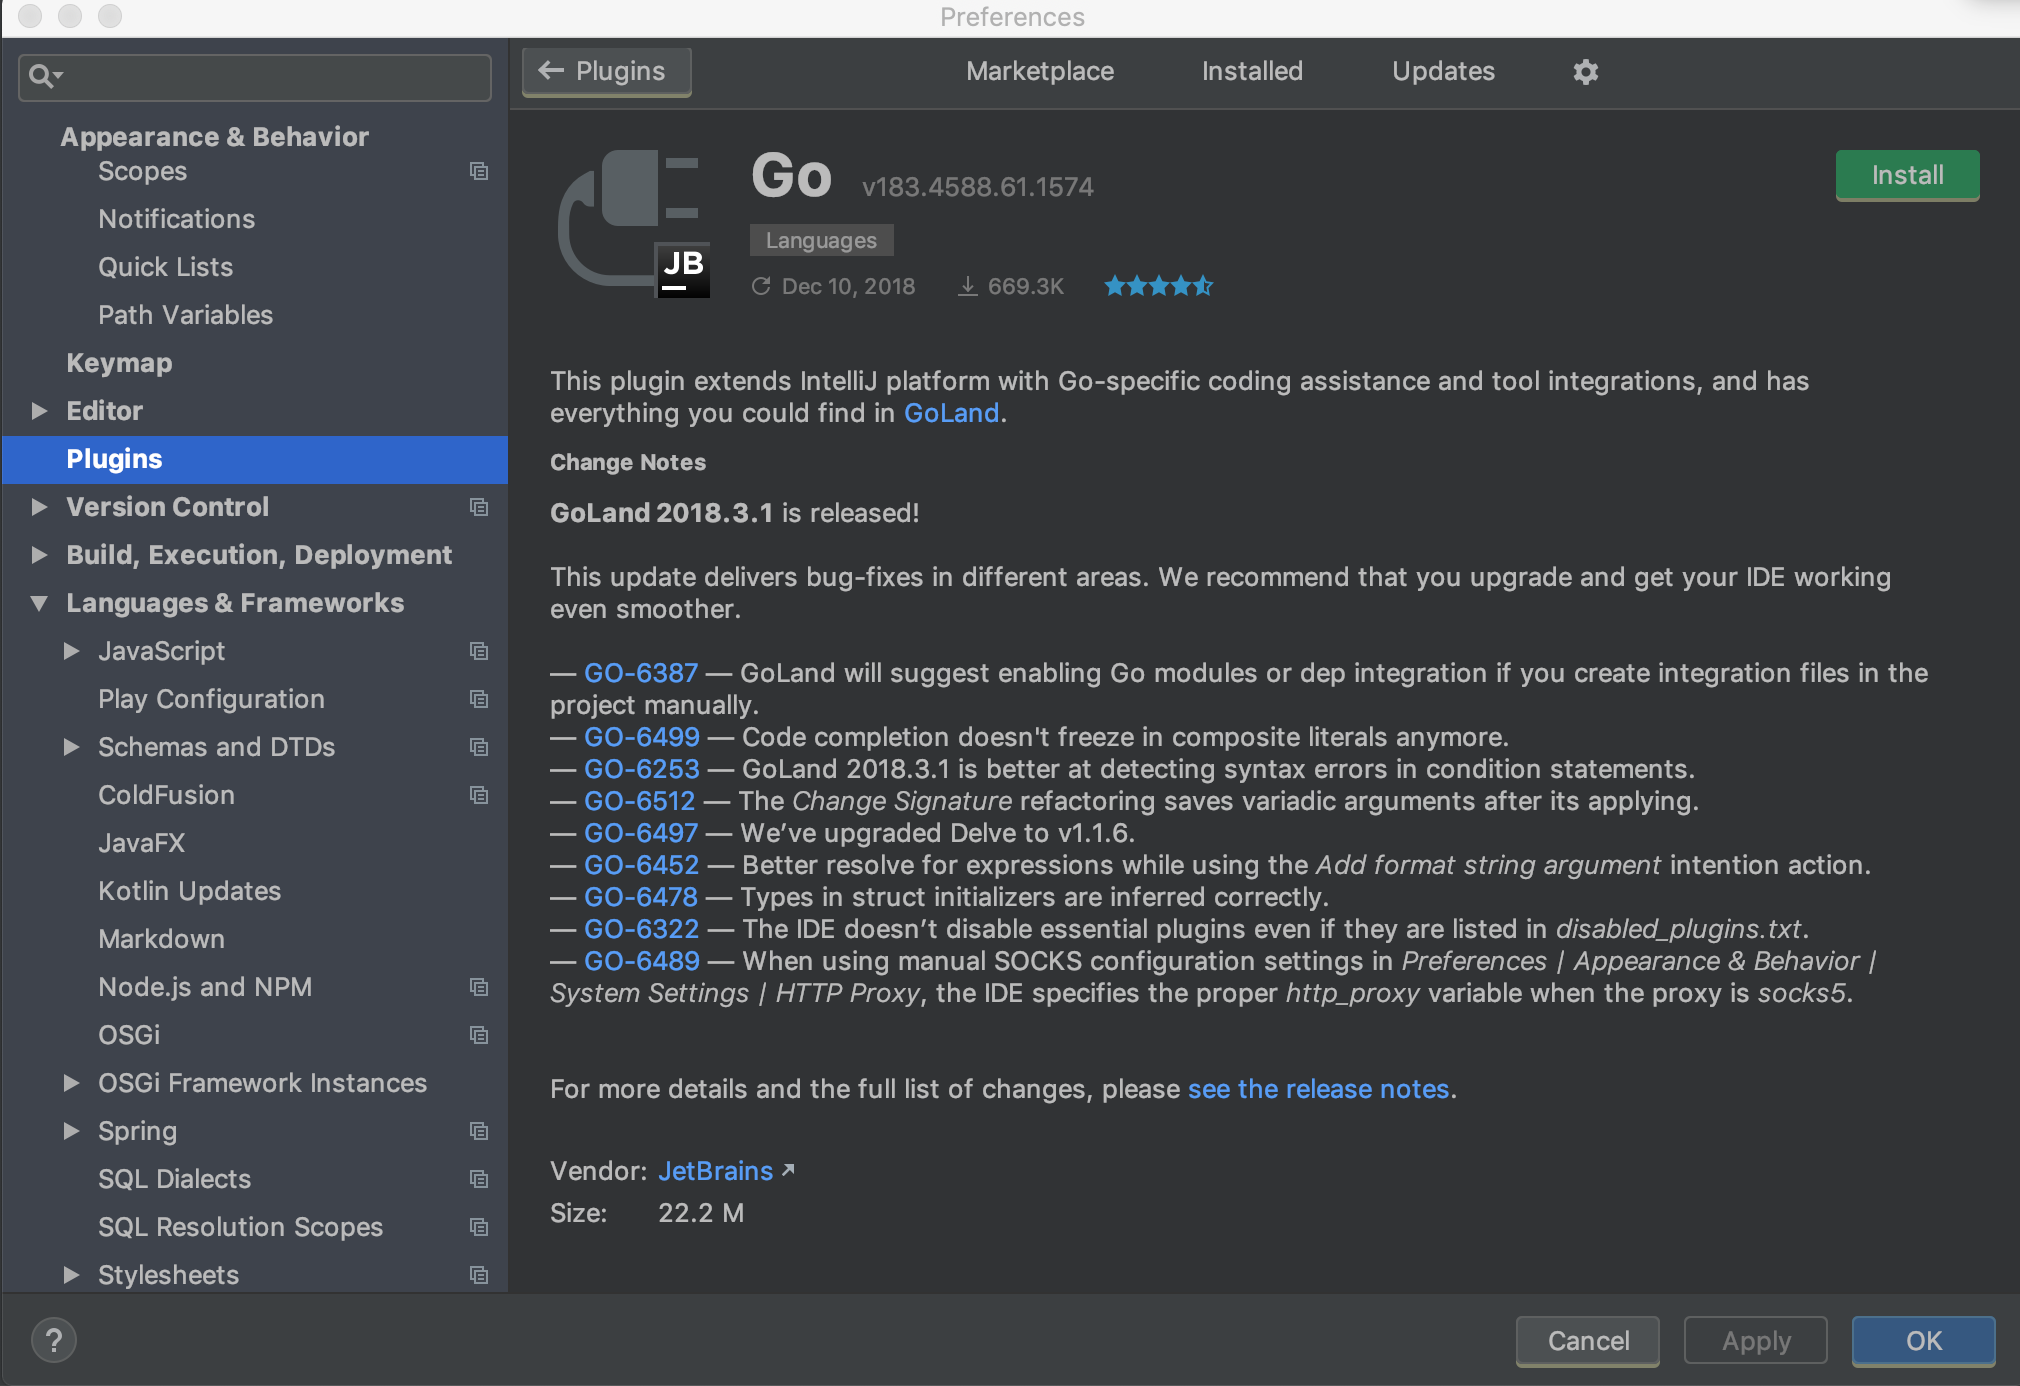 Preferences
Appearance & Behavior
Scopes
Notifications
Quick Lists
Path Variables
Keymap
Editor
Plugins
Version Control
Build, Execution, Deployment
Languages & Frameworks
JavaScript
Play Configuration
Schemas and DTDs
ColdFusion
JavaFX
Kotlin Updates
Markdown
Node.js and NPM
OSGi
OSGi Framework Instances
Spring
SQL Dialects
SQL Resolution Scopes
Stylesheets
Plugins
Marketplace
Installed
Updates
JB
Go v183.4588.61.1574
Install
Languages
Dec 10, 2018 669.3K
This plugin extends IntelliJ platform with Go-specific coding assistance and tool integrations, and has
everything you could find in GoLand.
Change Notes
GoLand 2018.3.1 is released!
This update delivers bug-fixes in different areas. We recommend that you upgrade and get your IDE working
even smoother.
— GO-6387 — GoLand will suggest enabling Go modules or dep integration if you create integration files in the
project manually.
— GO-6499 — Code completion doesn't freeze in composite literals anymore.
— GO-6253 — GoLand 2018.3.1 is better at detecting syntax errors in condition statements.
— GO-6512 — The Change Signature refactoring saves variadic arguments after its applying.
— GO-6497 — We’ve upgraded Delve to v1.1.6.
— GO-6452 — Better resolve for expressions while using the Add format string argument intention action.
— GO-6478 — Types in struct initializers are inferred correctly.
— GO-6322 — The IDE doesn’t disable essential plugins even if they are listed in disabled_plugins.txt.
— GO-6489 — When using manual SOCKS configuration settings in Preferences | Appearance & Behavior |
System Settings | HTTP Proxy, the IDE specifies the proper http_proxy variable when the proxy is socks5.
For more details and the full list of changes, please see the release notes.
Vendor: JetBrains
Size: 22.2 M
?
Cancel
Apply
OK